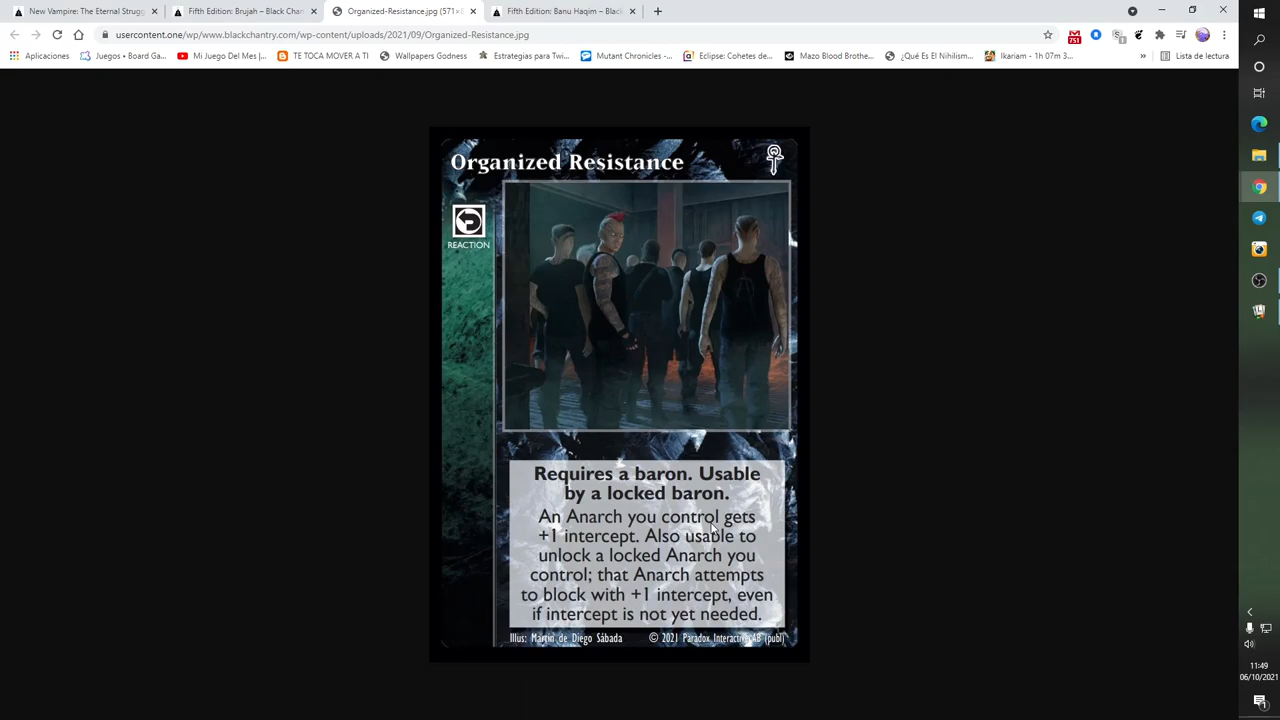 New Vampire: The Eternal Strugg
Fifth Edition: Brujah – Black Chan
Organized-Resistance.jpg (571×8
Fifth Edition: Banu Haqim – Black
usercontent.one/wp/www.blackchantry.com/wp-content/uploads/2021/09/Organized-Resistance.jpg
751
Aplicaciones
Juegos • Board Ga...
Mi Juego Del Mes |...
TE TOCA MOVER A TI
Wallpapers Godness
Estrategias para Twi...
Mutant Chronicles -...
Eclipse: Cohetes de...
Mazo Blood Brothe...
¿Qué Es El Nihilism...
Ikariam - 1h 07m 3...
»
Lista de lectura
Organized Resistance
REACTION
Requires a baron. Usable
by a locked baron.
An Anarch you control gets
+1 intercept. Also usable to
unlock a locked Anarch you
control; that Anarch attempts
to block with +1 intercept, even
if intercept is not yet needed.
Illus: Martín de Diego Sábada
© 2021 Paradox Interactive AB (publ)
11:49
06/10/2021